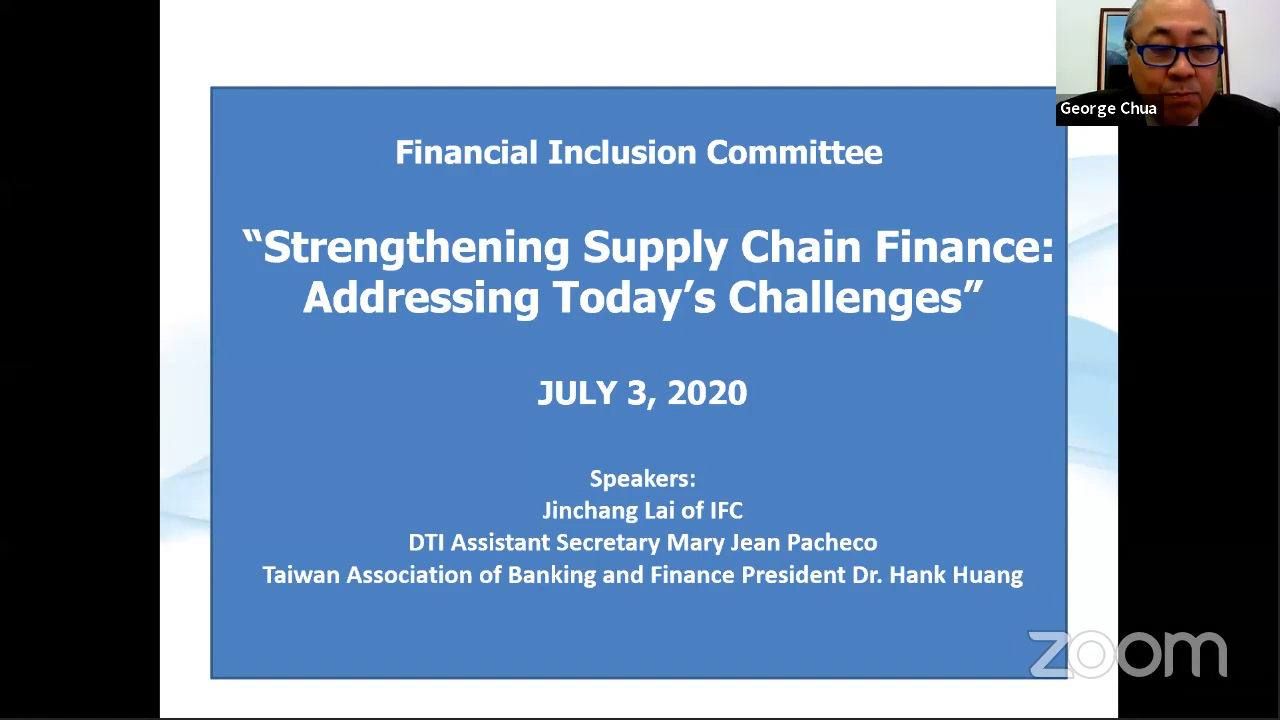 George Chua
Financial Inclusion Committee
“Strengthening Supply Chain Finance:
Addressing Today’s Challenges”
JULY 3, 2020
Speakers:
Jinchang Lai of IFC
DTI Assistant Secretary Mary Jean Pacheco
Taiwan Association of Banking and Finance President Dr. Hank Huang
zoom